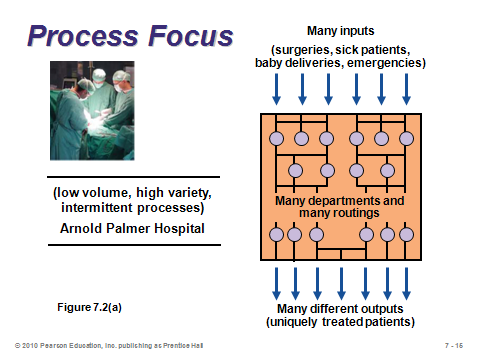 Process Focus
Many inputs
(surgeries, sick patients,
baby deliveries, emergencies)
(low volume, high variety,
intermittent processes)
Arnold Palmer Hospital
Many departments and
many routings
Figure 7.2(a)
Many different outputs
(uniquely treated patients)
© 2010 Pearson Education, Inc. publishing as Prentice Hall
7 - 15